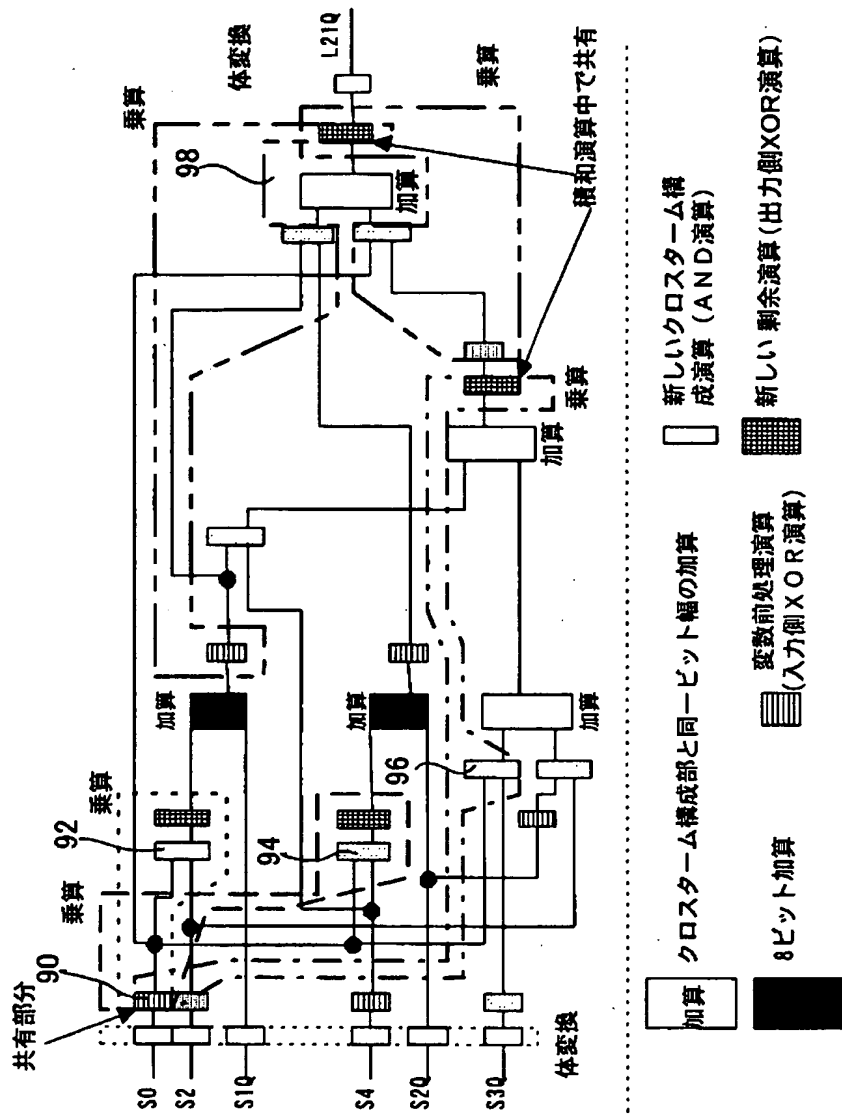 共有部分
90
乗算
92
乗算
加算
乗算
98
体変換
L21Q
S0
S2
S1Q
S4
S2Q
S3Q
94
加算
96
加算
加算
乗算
加算
乗算
積和演算中で共有
体変換
加算
クロスターム構成部と同一ビット幅の加算
新しいクロスターム構
成演算(AND演算)
8ビット加算
変数前処理演算
(入力側XOR演算)
新しい剰余演算(出力側XOR演算)